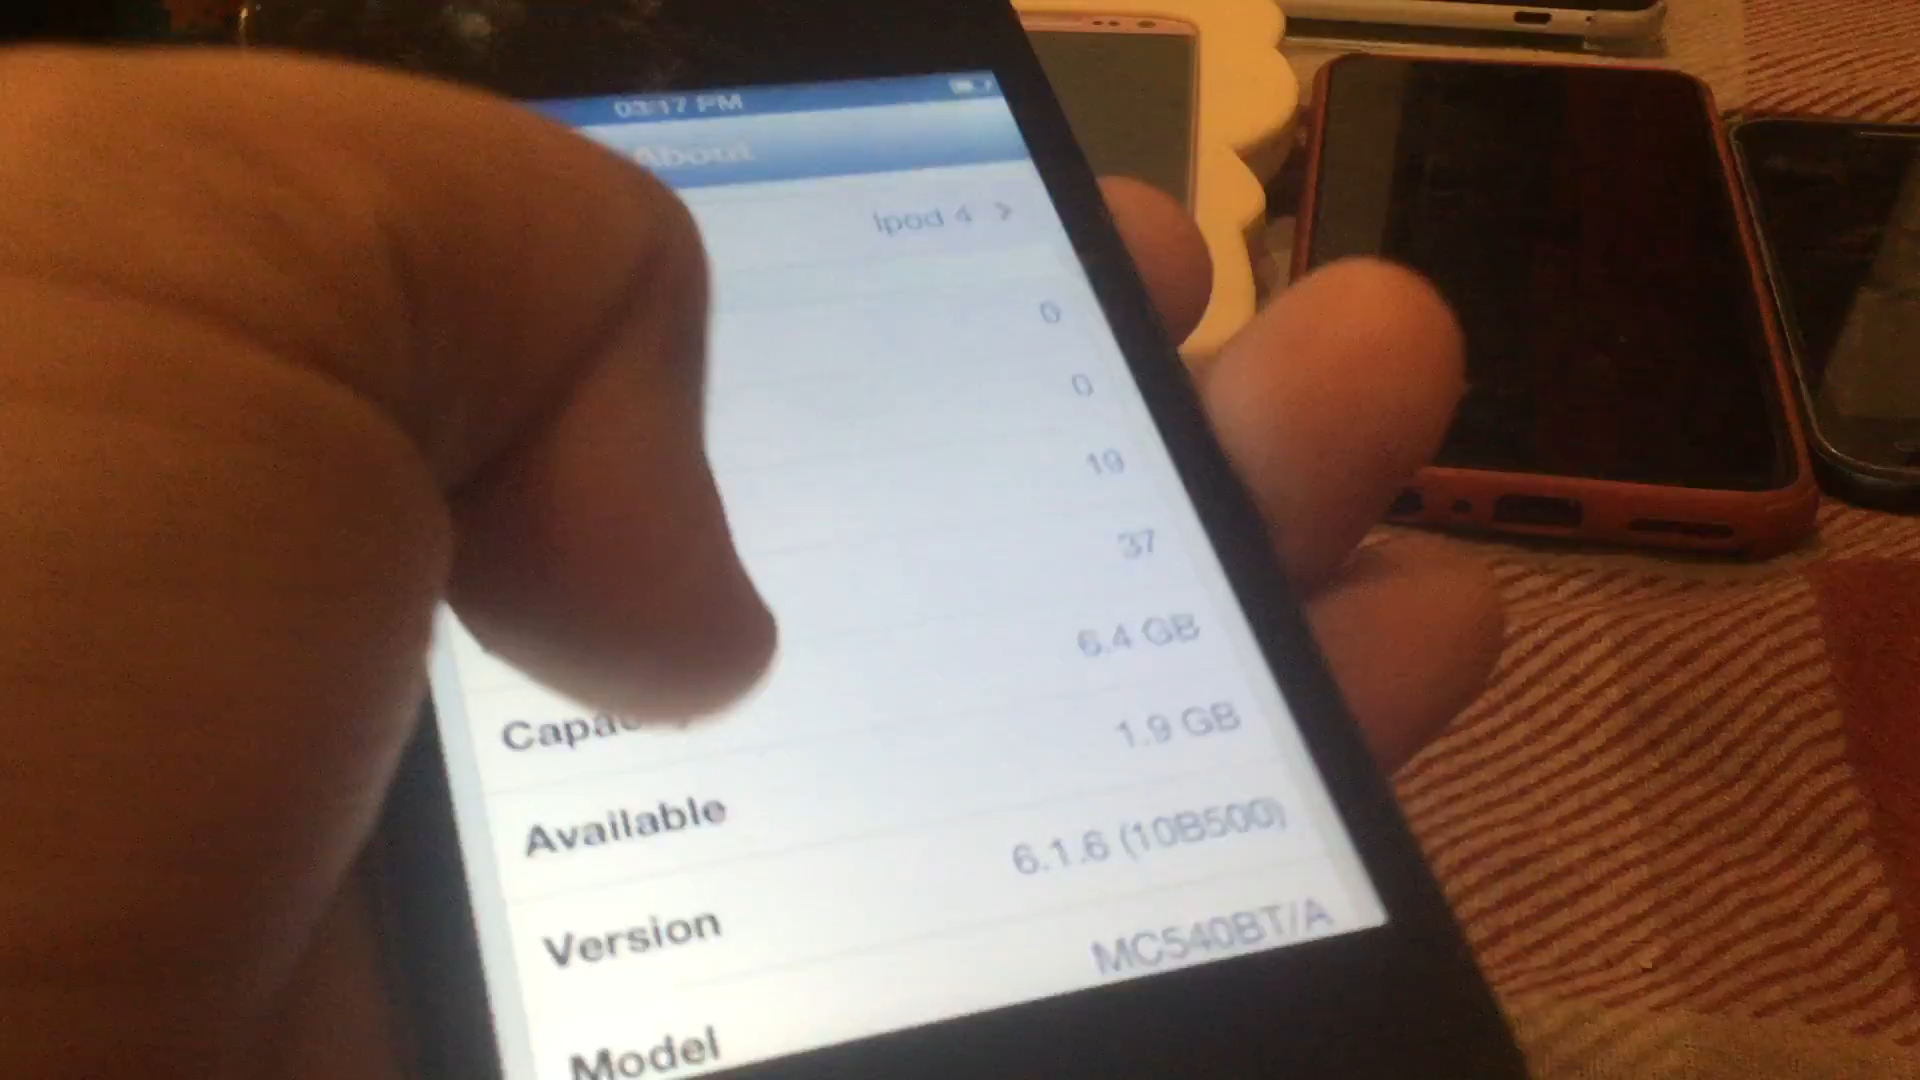 03:17 PM
About
Ipod 4
0
0
19
37
6.4 GB
Capac
1.9 GB
Available
6.1.6 (10B500)
Version
MC540BT/A
Model